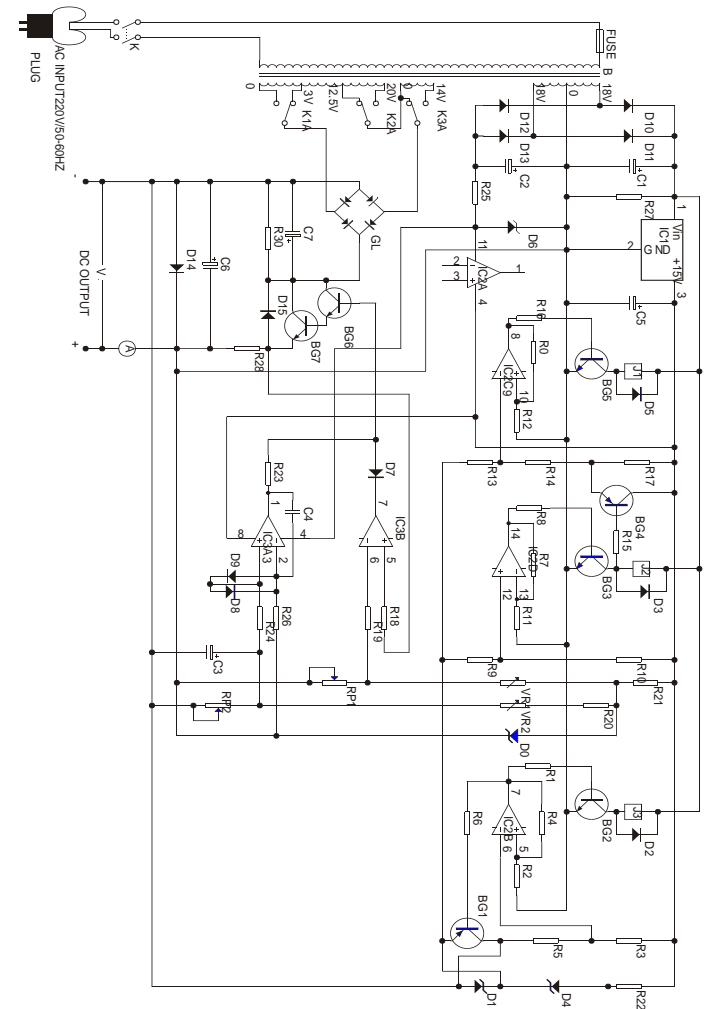 PLUG
AC INPUT220V/50-60HZ
K
FUSE
B
0
3V
K1A
12.5V
20V
K2A
0
14V
K3A
18V
0
18V
D12
D10
D13
D11
C2
C1
R25
R27
1
Vin
IC1
GND
+15V
2
3
D6
11
2
3
IC2A
1
4
C5
GL
-
V
DC OUTPUT
+
A
D14
C6
R30
C7
D15
BG6
BG7
R28
R16
8
R0
IC2C
9
10
R12
BG5
J1
D5
R13
R14
R17
BG4
R15
R23
1
C4
D7
7
IC3B
8
IC3A
4
3
2
6
5
D9
D8
R24
R26
R19
R18
R8
14
R7
IC2D
12
13
R11
BG3
J2
D3
C3
R9
R10
R21
RP1
VR1
RP2
VR2
R20
D0
R1
7
R4
IC2B
6
5
R2
R6
BG2
J3
D2
BG1
R5
R3
D1
D4
R22